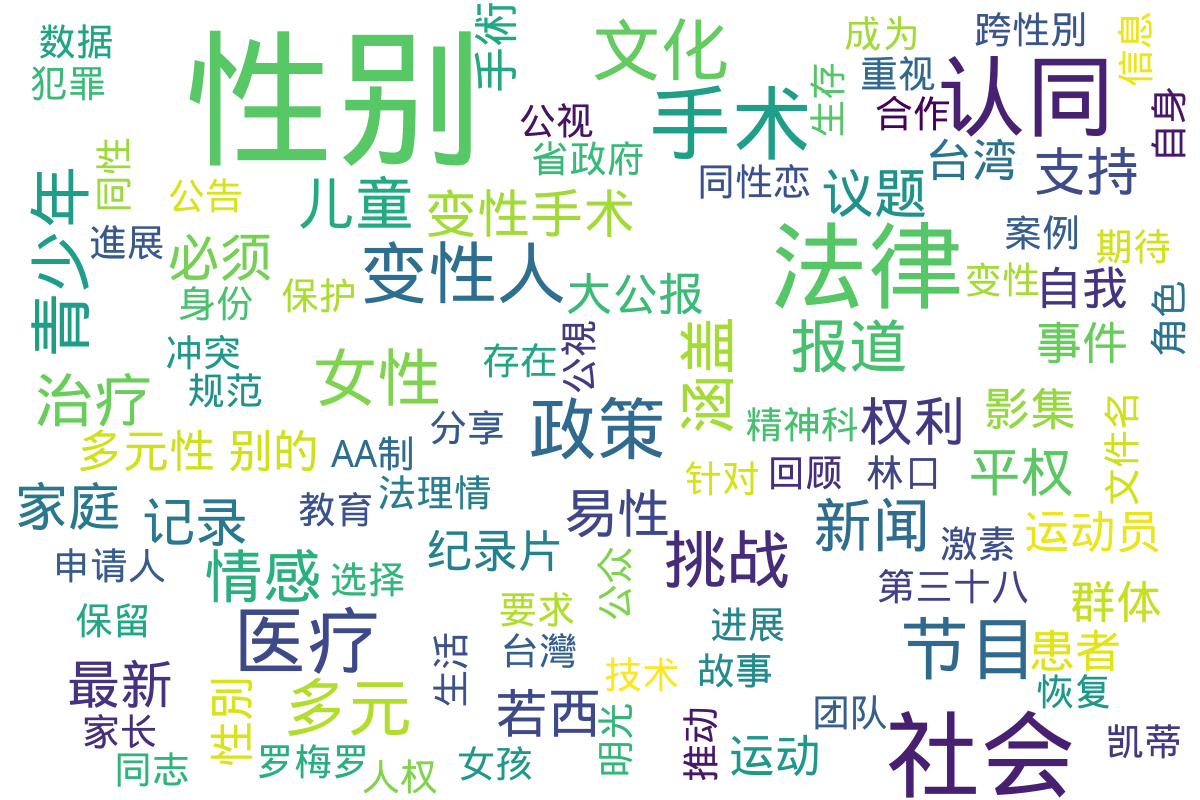 数据
犯罪
性别
手術
文化
成为
跨性別
信息
公视
手术
生存
重视
合作
认同
自身
同性
公告
青少年
儿童
变性手术
省政府
同性恋
议题
台湾
支持
進展
必须
身份
保护
变性人
大公报
公視
法律
变性
案例
自我
期待
角色
冲突
规范
治疗
女性
存在
涵盖
报道
事件
多元性 别的
AA制
分享
政策
精神科
权利
影集
文件名
家庭
记录
教育
法理情
易性
针对
回顾
林口
平权
新闻
激素
运动员
申请人
情感
选择
纪录片
公众
挑战
第三十八
群体
保留
医疗
要求
进展
节目
患者
最新
性別
多元
生活
台灣
若西
技术
故事
恢复
家长
同志
罗梅罗
人权
女孩
明光
推动
运动
团队
社会
凯蒂